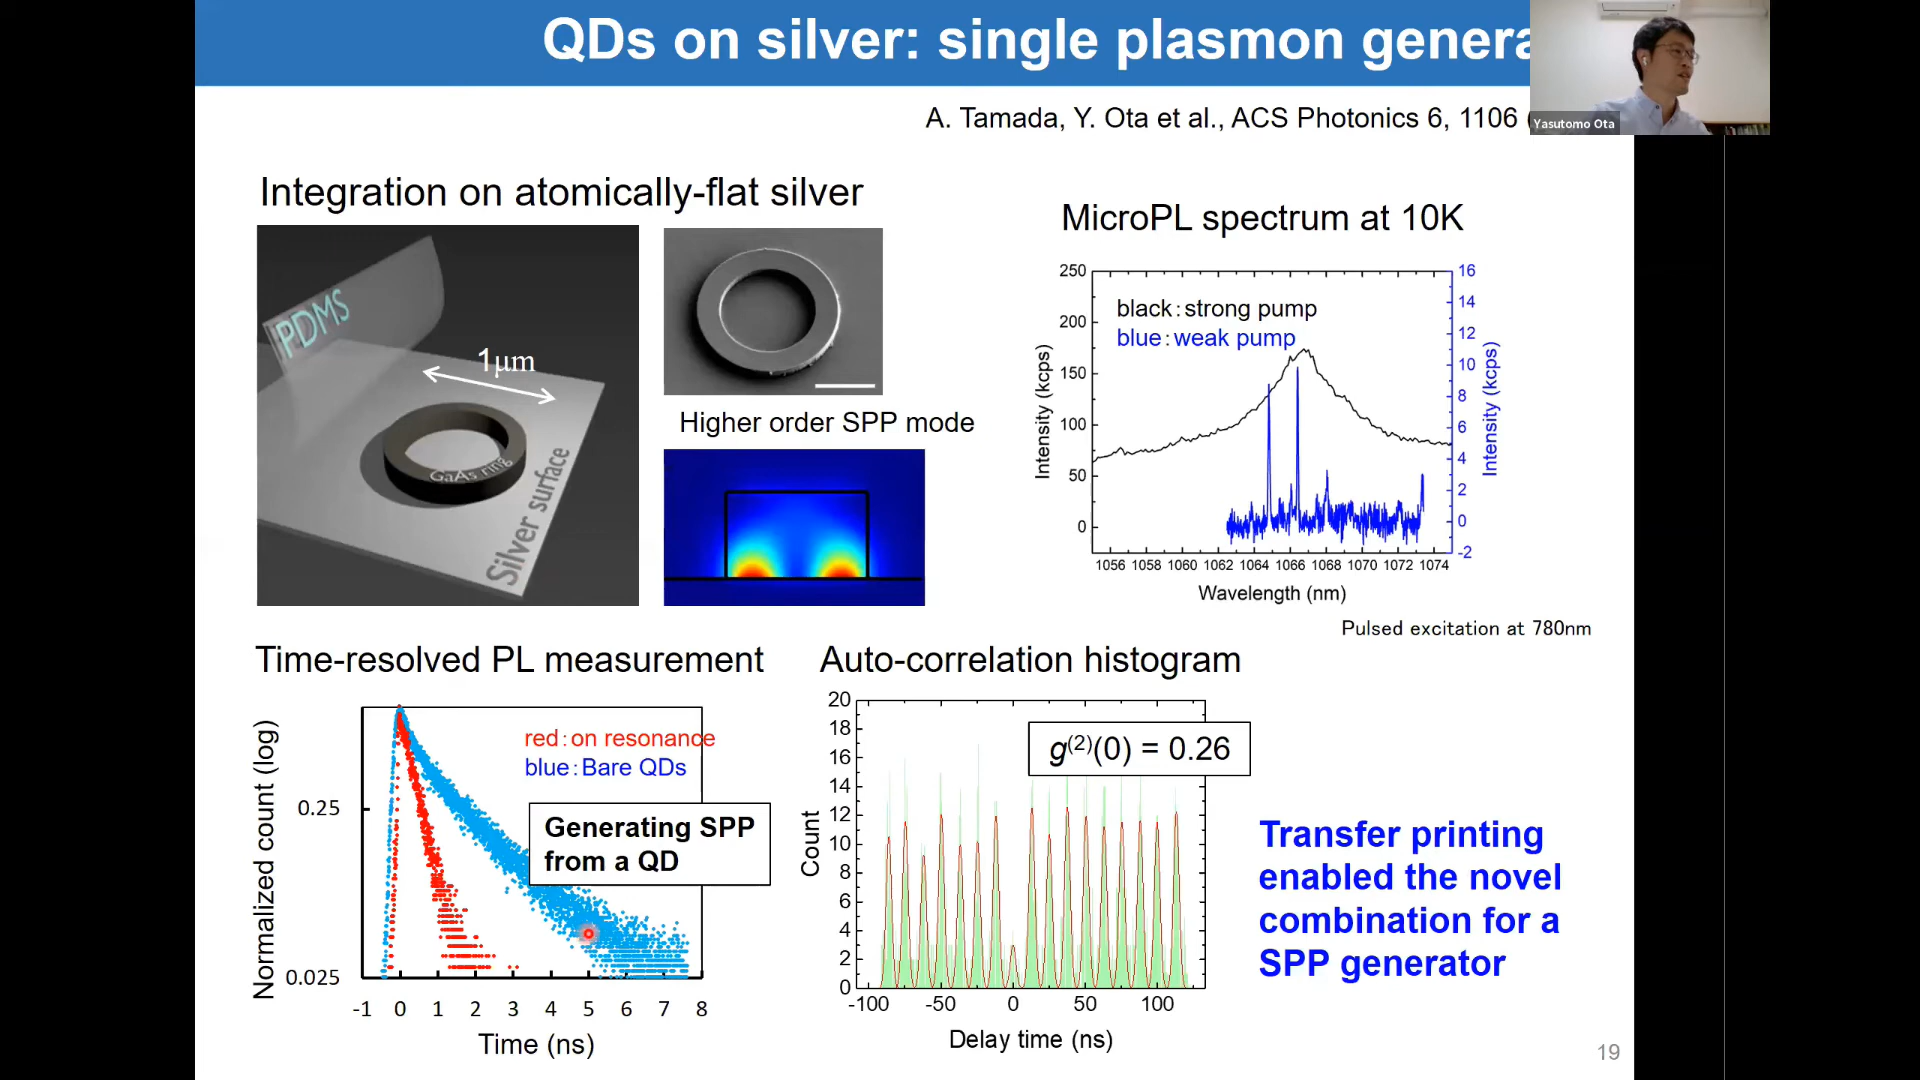 QDs on silver: single plasmon genera
Yasutomo Ota
A. Tamada, Y. Ota et al., ACS Photonics 6, 1106
Integration on atomically-flat silver
PDMS
1μm
GaAs ring
Silver surface
Higher order SPP mode
MicroPL spectrum at 10K
black：strong pump
blue：weak pump
Intensity (kcps)
250
200
150
100
50
0
16
14
12
10
8
6
4
2
0
-2
Intensity (kcps)
1056 1058 1060 1062 1064 1066 1068 1070 1072 1074
Wavelength (nm)
Pulsed excitation at 780nm
Time-resolved PL measurement
Normalized count (log)
0.25
0.025
red：on resonance
blue：Bare QDs
Generating SPP
from a QD
-1 0 1 2 3 4 5 6 7 8
Time (ns)
Auto-correlation histogram
Count
20
18
16
14
12
10
8
6
4
2
0
g(2)(0) = 0.26
-100 -50 0 50 100
Delay time (ns)
Transfer printing
enabled the novel
combination for a
SPP generator
19